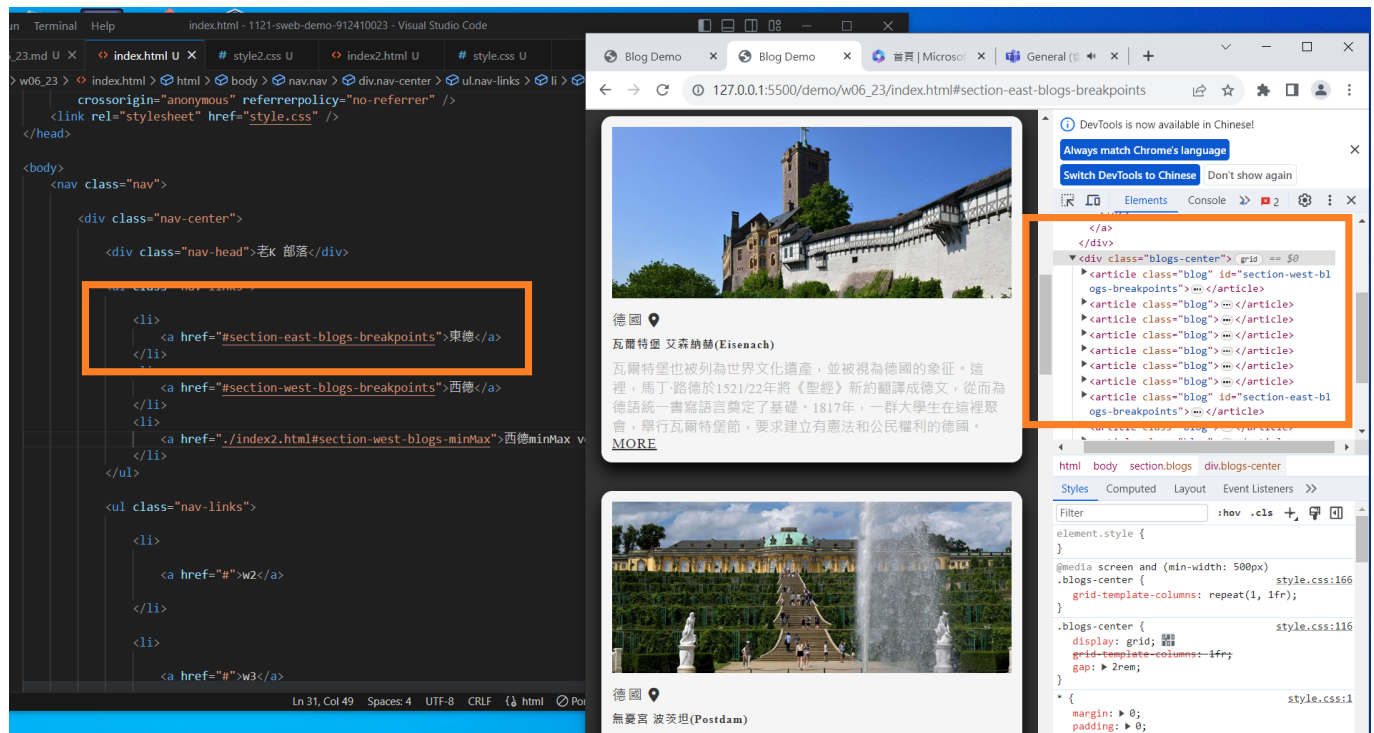 un Terminal Help index.html - 1121-sweb-demo-912410023 - Visual Studio Code
_23.md U × index.html U × # style2.css U index2.html U # style.css U
> w06_23 > index.html > html > body > nav.nav > div.nav-center > ul.nav-links > li >
crossorigin="anonymous" referrerpolicy="no-referrer" />
<link rel="stylesheet" href="style.css" />
</head>
<body>
<nav class="nav">
<div class="nav-center">
<div class="nav-head">老K 部落</div>
<ul class="nav-links">
<li>
<a href="#section-east-blogs-breakpoints">東德</a>
</li>
<li>
<a href="#section-west-blogs-breakpoints">西德</a>
</li>
<li>
<a href="./index2.html#section-west-blogs-minMax">西德minMax v
</li>
</ul>
<ul class="nav-links">
<li>
<a href="#">w2</a>
</li>
<li>
<a href="#">w3</a>
Ln 31, Col 49 Spaces: 4 UTF-8 CRLF html Po
Blog Demo × Blog Demo × 首頁 | Microsof × General ( × +
127.0.0.1:5500/demo/w06_23/index.html#section-east-blogs-breakpoints
德國
瓦爾特堡 艾森納赫(Eisenach)
瓦爾特堡也被列為世界文化遺產，並被視為德國的象征。這
裡，馬丁·路德於1521/22年將《聖經》新約翻譯成德文，從而為
德語統一書寫語言奠定了基礎。1817年，一群大學生在這裡聚
會，舉行瓦爾特堡節，要求建立有憲法和公民權利的德國。
MORE
德國
無憂宮 波茨坦(Postdam)
DevTools is now available in Chinese!
Always match Chrome's language
Switch DevTools to Chinese Don't show again
Elements Console 2
</a>
</div>
<div class="blogs-center"> grid == $0
<article class="blog" id="section-west-bl
ogs-breakpoints"> … </article>
<article class="blog"> … </article>
<article class="blog"> … </article>
<article class="blog"> … </article>
<article class="blog"> … </article>
<article class="blog"> … </article>
<article class="blog"> … </article>
<article class="blog" id="section-east-bl
ogs-breakpoints"> … </article>
<article class="blog"> … </article>
html body section.blogs div.blogs-center
Styles Computed Layout Event Listeners
Filter :hov .cls +
element.style {
}
@media screen and (min-width: 500px)
.blogs-center { style.css:166
grid-template-columns: repeat(1, 1fr);
}
.blogs-center { style.css:116
display: grid;
grid-template-columns: 1fr;
gap: 2rem;
}
* { style.css:1
margin: 0;
padding: 0;